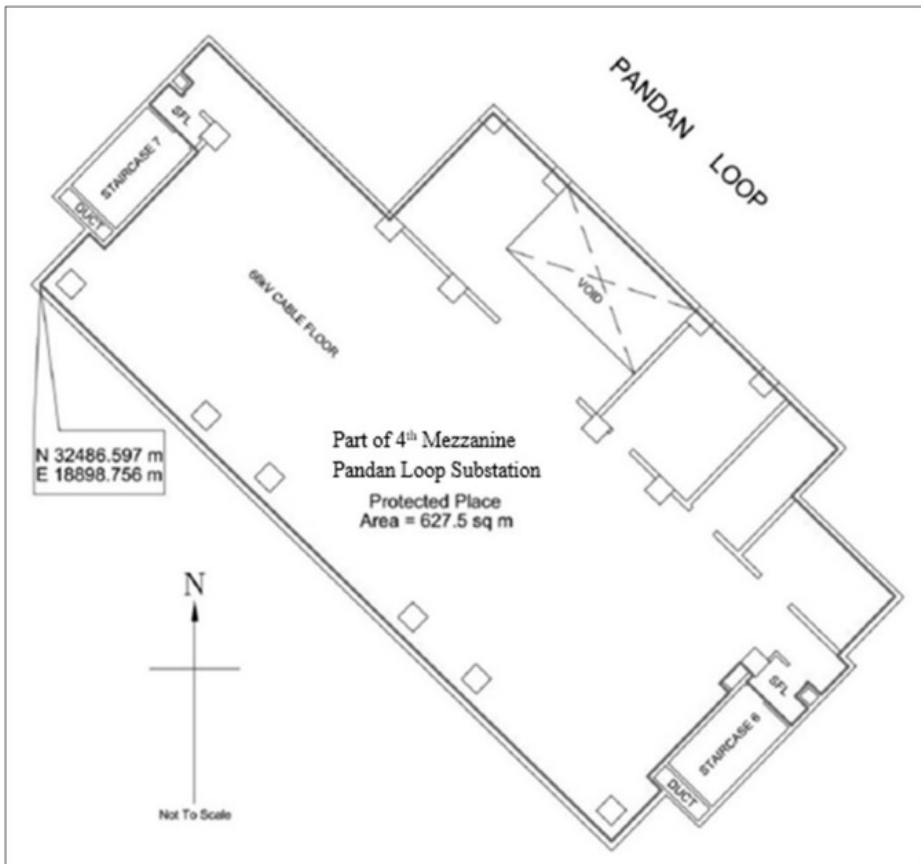 PANDAN LOOP
SFL
STAIRCASE 7
DUCT
66kV CABLE FLOOR
VOID
N 32486.597 m
E 18898.756 m
Part of 4th Mezzanine
Pandan Loop Substation
Protected Place
Area = 627.5 sq m
N
Not To Scale
SFL
STAIRCASE 6
DUCT